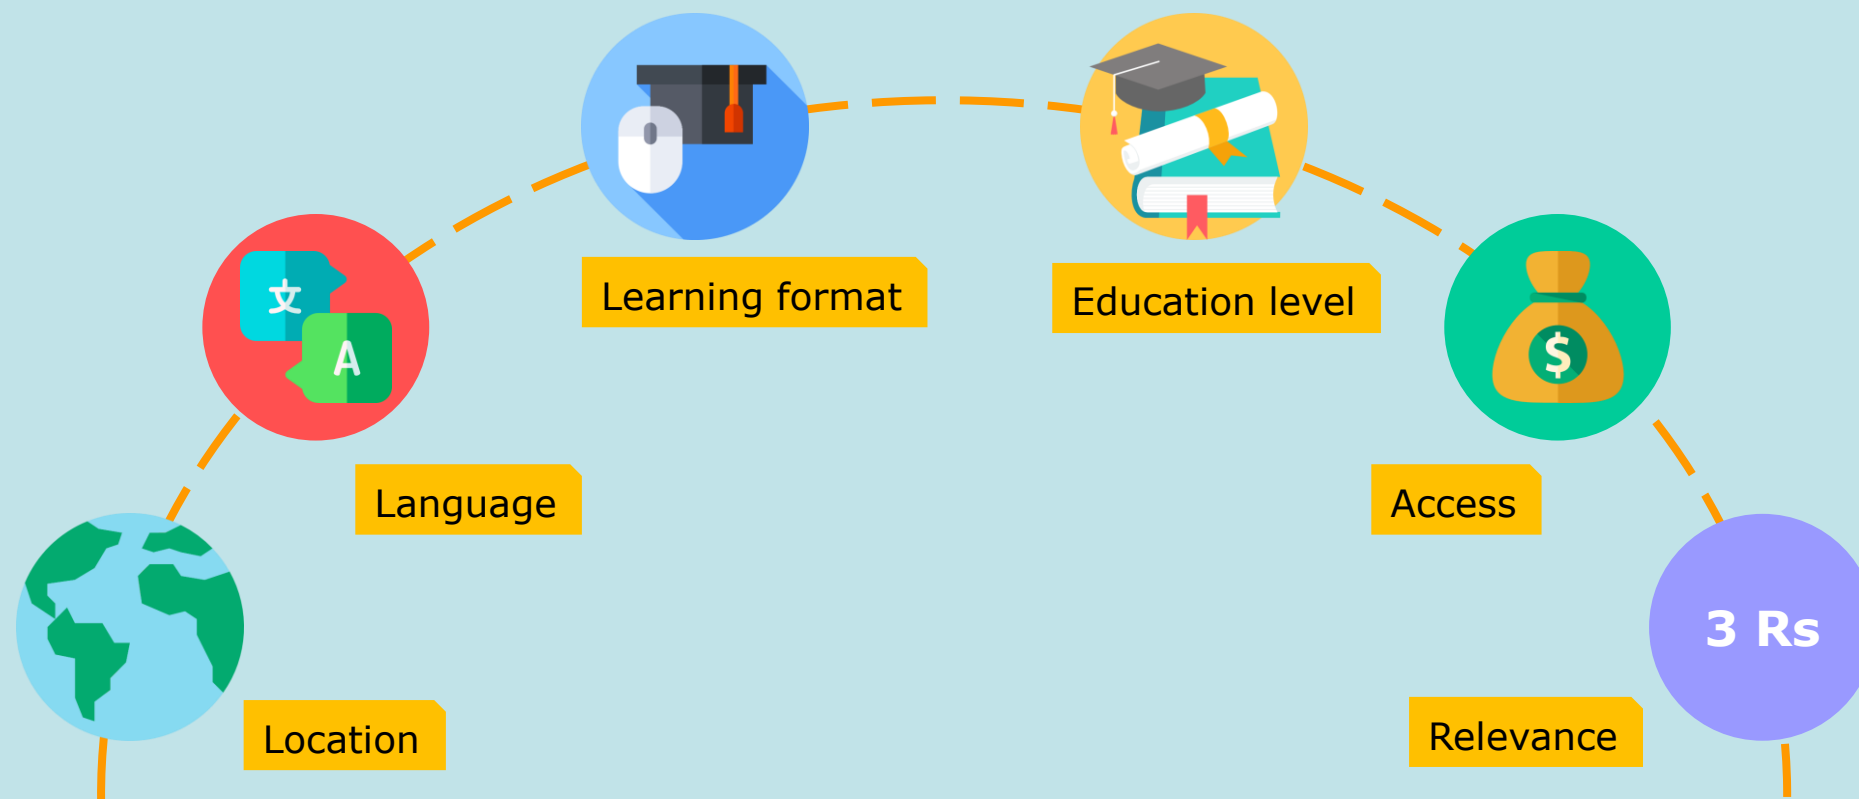 Learning format
Education level
文
A
$
Language
Access
3 Rs
Location
Relevance